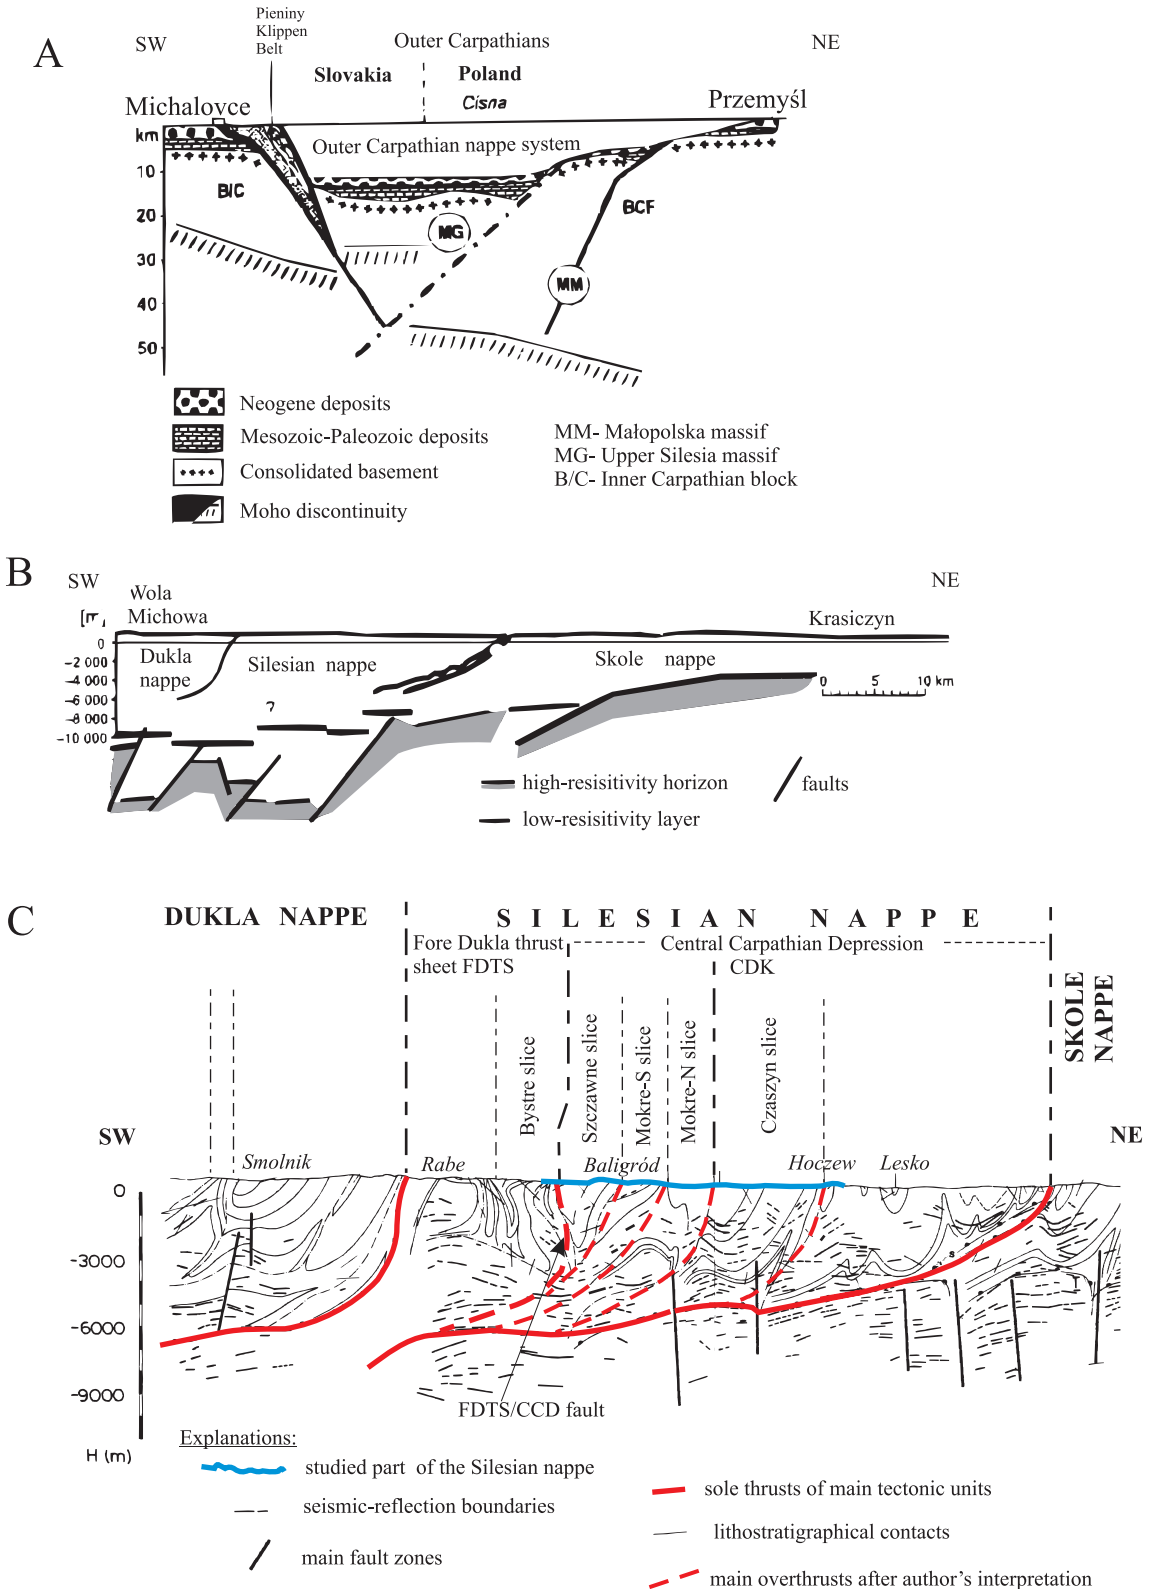 A
SW
Pieniny
Klippen
Belt
Outer Carpathians
NE
Slovakia
Poland
Cisna
Michalovce
Przemyśl
km
Outer Carpathian nappe system
10
20
30
40
50
B/C
MG
BCF
MM
Neogene deposits
Mesozoic-Paleozoic deposits
Consolidated basement
Moho discontinuity
MM- Małopolska massif
MG- Upper Silesia massif
B/C- Inner Carpathian block
B
SW
NE
Wola
Michowa
Krasiczyn
0
-2 000
-4 000
-6 000
-8 000
-10 000
Dukla
nappe
Silesian nappe
Skole nappe
?
0 5 10 km
high-resisitivity horizon
faults
low-resisitivity layer
C
DUKLA NAPPE
SILESIAN NAPPE
SKOLE
NAPPE
Fore Dukla thrust
sheet FDTS
Central Carpathian Depression
CDK
Bystre slice
Szczawne slice
Mokre-S slice
Mokre-N slice
Czaszyn slice
SW
NE
Smolnik
Rabe
Baligród
Hoczew
Lesko
0
-3000
-6000
-9000
H (m)
s
FDTS/CCD fault
Explanations:
studied part of the Silesian nappe
seismic-reflection boundaries
main fault zones
sole thrusts of main tectonic units
lithostratigraphical contacts
main overthrusts after author's interpretation